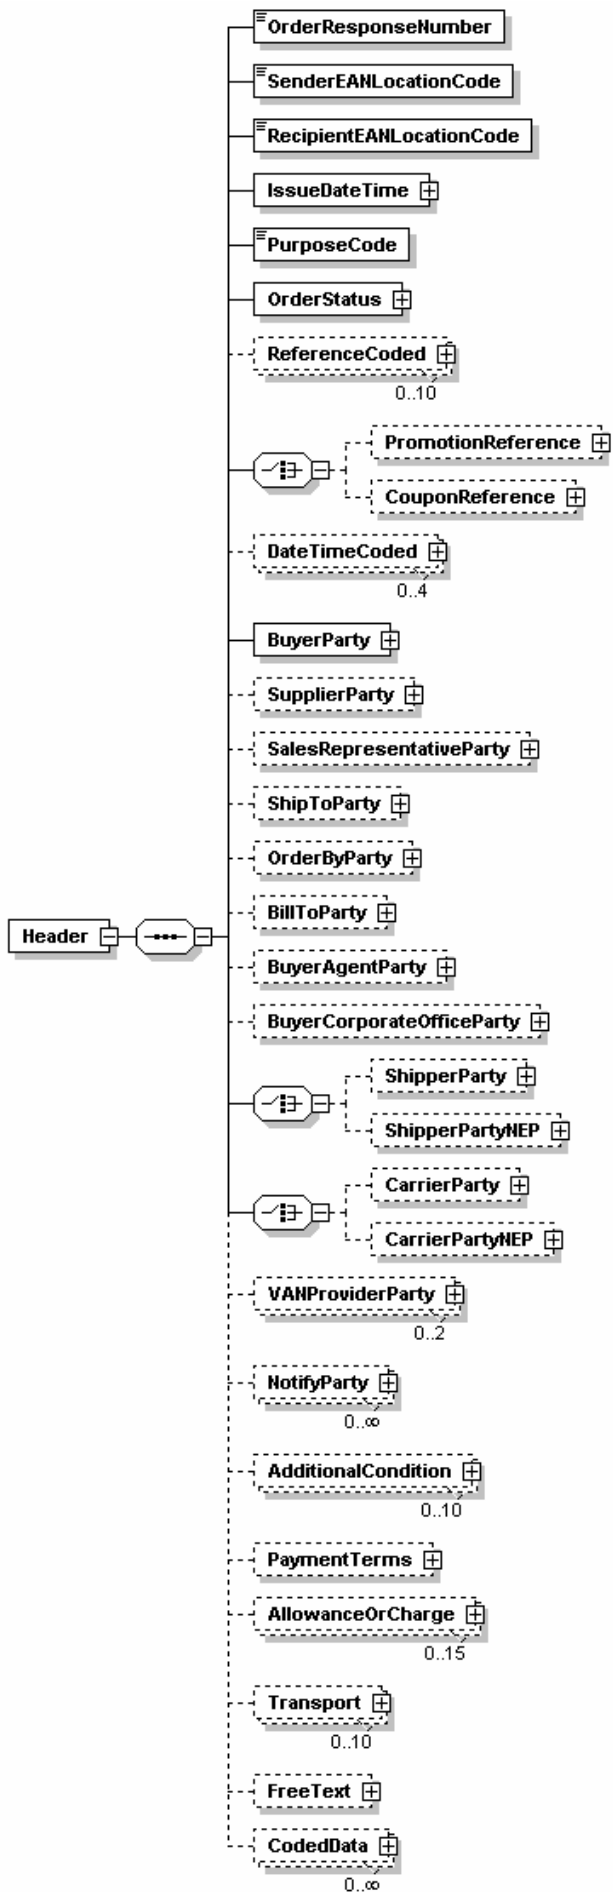 OrderResponseNumber
SenderEANLocationCode
RecipientEANLocationCode
IssueDateTime
PurposeCode
OrderStatus
ReferenceCoded
0..10
PromotionReference
CouponReference
DateTimeCoded
0..4
BuyerParty
SupplierParty
SalesRepresentativeParty
ShipToParty
OrderByParty
BillToParty
Header
BuyerAgentParty
BuyerCorporateOfficeParty
ShipperParty
ShipperPartyNEP
CarrierParty
CarrierPartyNEP
VANProviderParty
0..2
NotifyParty
0..∞
AdditionalCondition
0..10
PaymentTerms
AllowanceOrCharge
0..15
Transport
0..10
FreeText
CodedData
0..∞